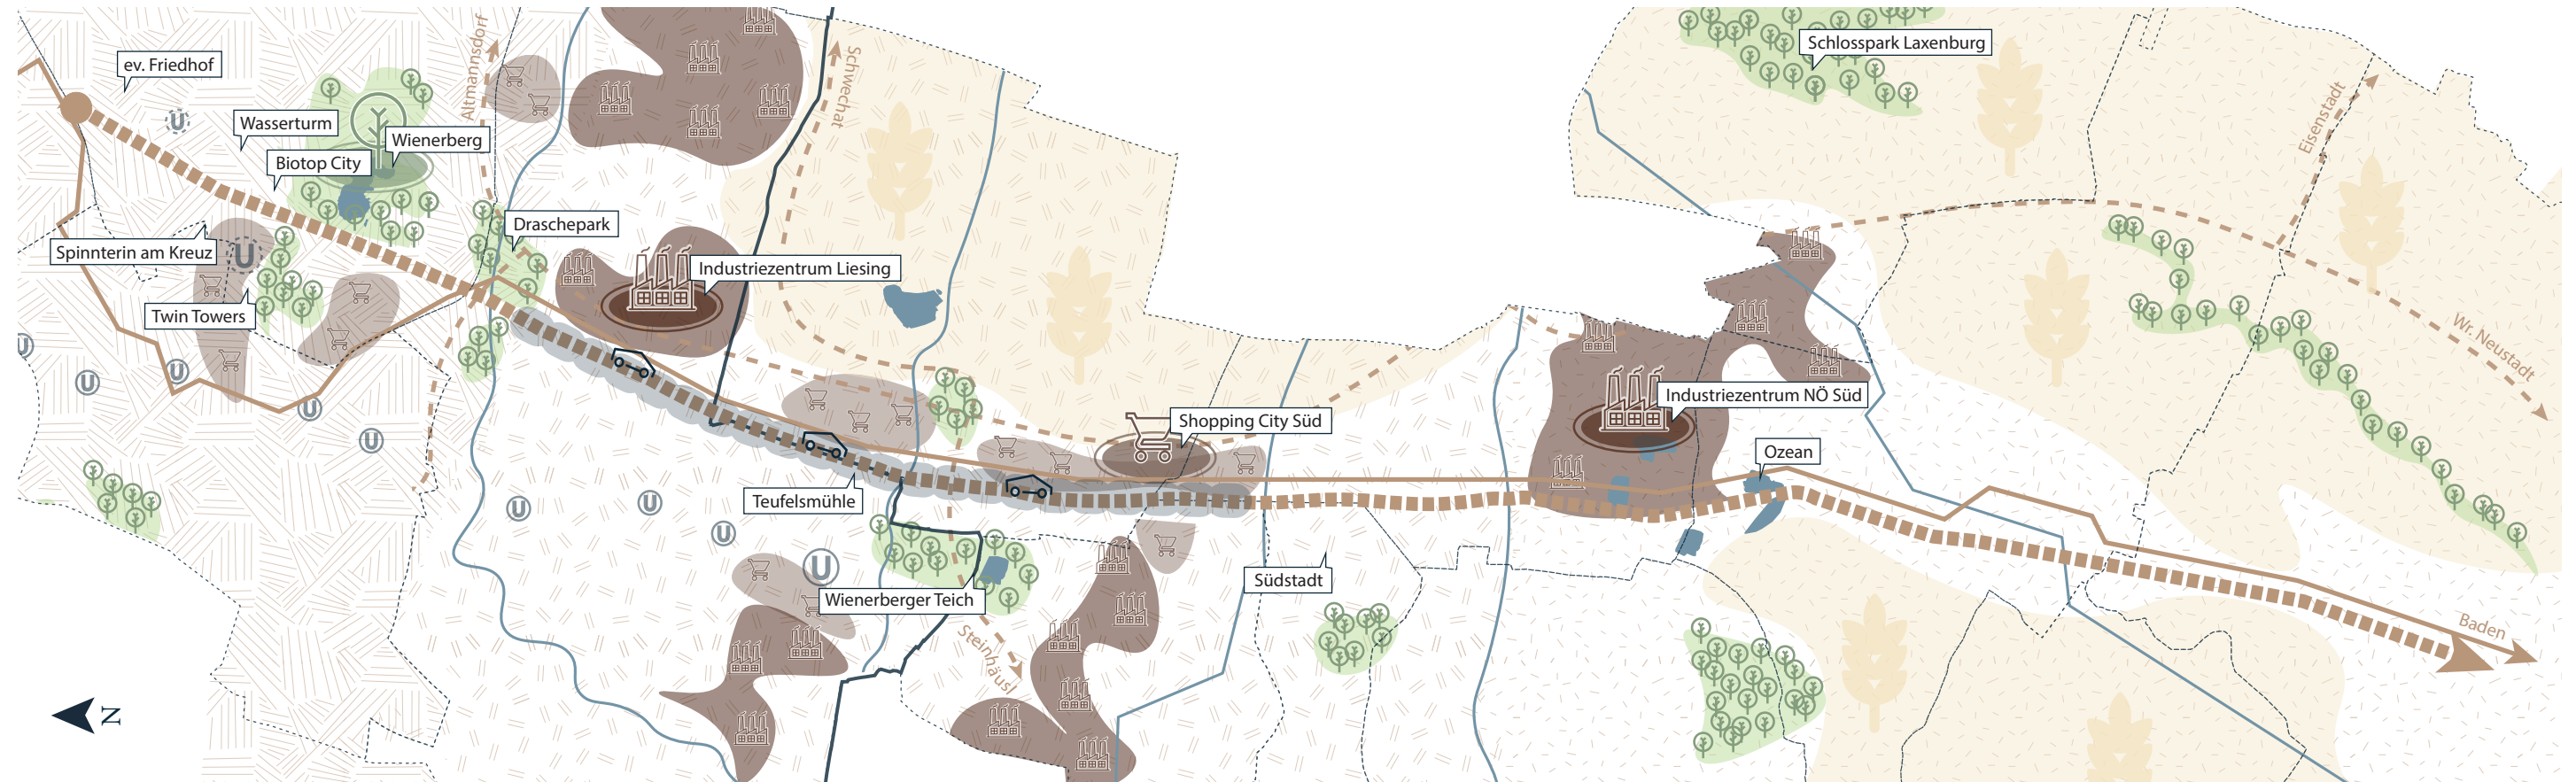 ev. Friedhof
Wasserturm
Wienerberg
Biotop City
Altmannsdorf
Schwechat
Schlosspark Laxenburg
Eisenstadt
Spinnterin am Kreuz
U
U
Draschepark
Industriezentrum Liesing
Twin Towers
U
U
U
U
U
U
U
U
U
Wr. Neustadt
Industriezentrum NÖ Süd
Shopping City Süd
Ozean
Teufelsmühle
Südstadt
Wienerberger Teich
Steinhäusl
Baden
N